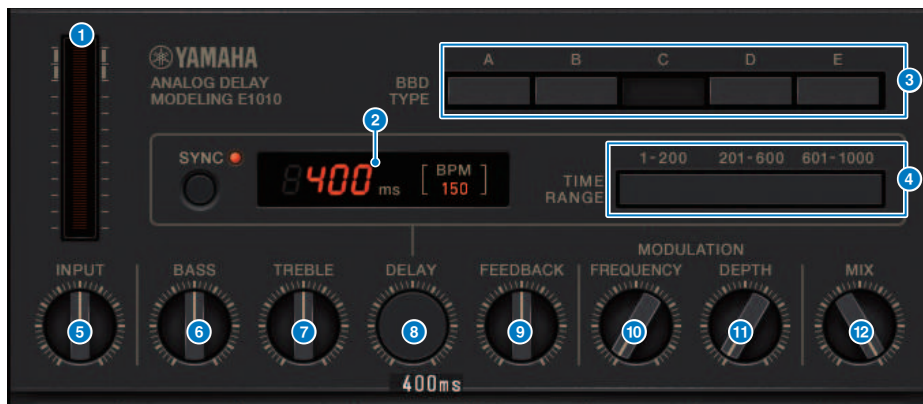 1
YAMAHA
ANALOG DELAY
MODELING E1010
BBD
TYPE
A B C D E
3
2
SYNC
8400 ms
[ BPM
150 ]
TIME
RANGE
1-200 201-600 601-1000
4
MODULATION
INPUT BASS TREBLE DELAY FEEDBACK FREQUENCY DEPTH MIX
5 6 7 8 9 10 11 12
400ms